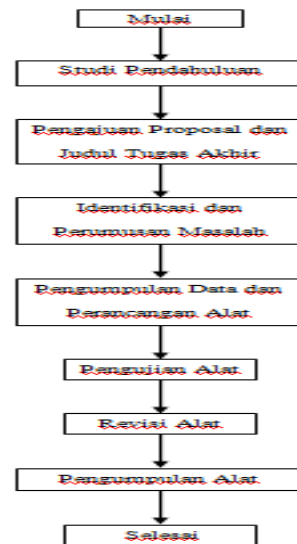 Mulai
Studi Pendahuluan
Pengajuan Proposal dan
Judul Tugas Akhir
Identifikasi dan
Perumusan Masalah
Pengumpulan Data dan
Perancangan Alat
Pengujian Alat
Revisi Alat
Pengumpulan Alat
Selesai